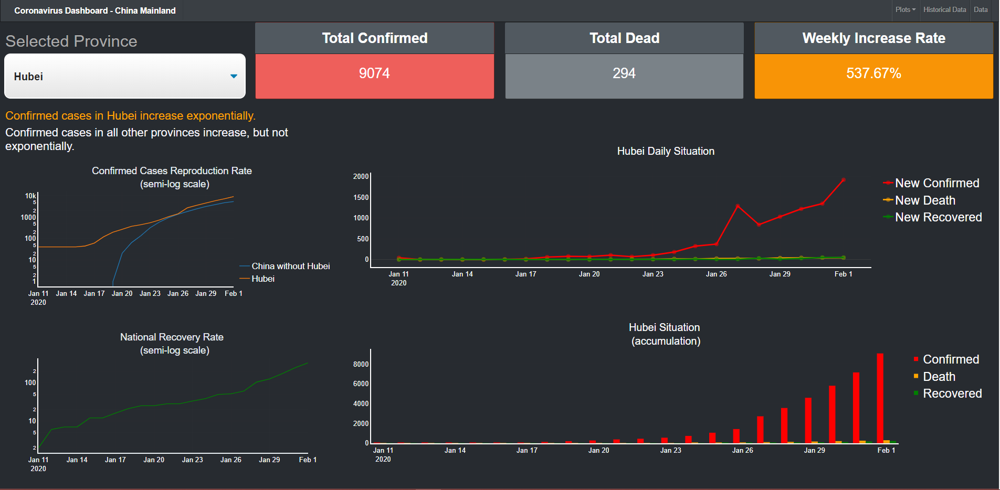 Coronavirus Dashboard - China Mainland
Plots
Historical Data
Data
Selected Province
Hubei
Total Confirmed
9074
Total Dead
294
Weekly Increase Rate
537.67%
Confirmed cases in Hubei increase exponentially.
Confirmed cases in all other provinces increase, but not
exponentially.
Confirmed Cases Reproduction Rate
(semi-log scale)
10k
5
2
1000
5
2
100
5
2
10
5
2
1
Jan 11 Jan 14 Jan 17 Jan 20 Jan 23 Jan 26 Jan 29 Feb 1
2020
China without Hubei
Hubei
Hubei Daily Situation
2000
1500
1000
500
0
Jan 11 Jan 14 Jan 17 Jan 20 Jan 23 Jan 26 Jan 29 Feb 1
2020
New Confirmed
New Death
New Recovered
National Recovery Rate
(semi-log scale)
2
100
5
2
10
5
2
Jan 11 Jan 14 Jan 17 Jan 20 Jan 23 Jan 26 Jan 29 Feb 1
2020
Hubei Situation
(accumulation)
8000
6000
4000
2000
0
Jan 11 Jan 14 Jan 17 Jan 20 Jan 23 Jan 26 Jan 29 Feb 1
2020
Confirmed
Death
Recovered